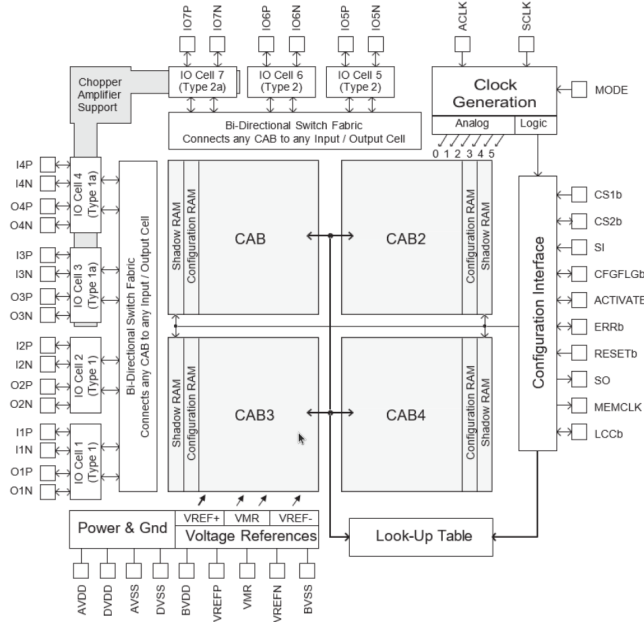 IO7P
IO7N
IO6P
IO6N
IO5P
IO5N
ACLK
SCLK
Chopper
Amplifier
Support
IO Cell 7
(Type 2a)
IO Cell 6
(Type 2)
IO Cell 5
(Type 2)
Clock
Generation
Analog
Logic
MODE
Bi-Directional Switch Fabric
Connects any CAB to any Input / Output Cell
0 1 2 3 4 5
I4P
I4N
O4P
O4N
IO Cell 4
(Type 1a)
I3P
I3N
O3P
O3N
IO Cell 3
(Type 1a)
I2P
I2N
O2P
O2N
IO Cell 2
(Type 1)
I1P
I1N
O1P
O1N
IO Cell 1
(Type 1)
Bi-Directional Switch Fabric
Connects any CAB to any Input / Output Cell
Shadow RAM
Configuration RAM
CAB
CAB2
Configuration RAM
Shadow RAM
Shadow RAM
Configuration RAM
CAB3
CAB4
Configuration RAM
Shadow RAM
Configuration Interface
CS1b
CS2b
SI
CFGFLGb
ACTIVATE
ERRb
RESETb
SO
MEMCLK
LCCb
Power & Gnd
VREF+
VMR
VREF-
Voltage References
Look-Up Table
AVDD
DVDD
AVSS
DVSS
BVDD
VREFP
VMR
VREFN
BVSS